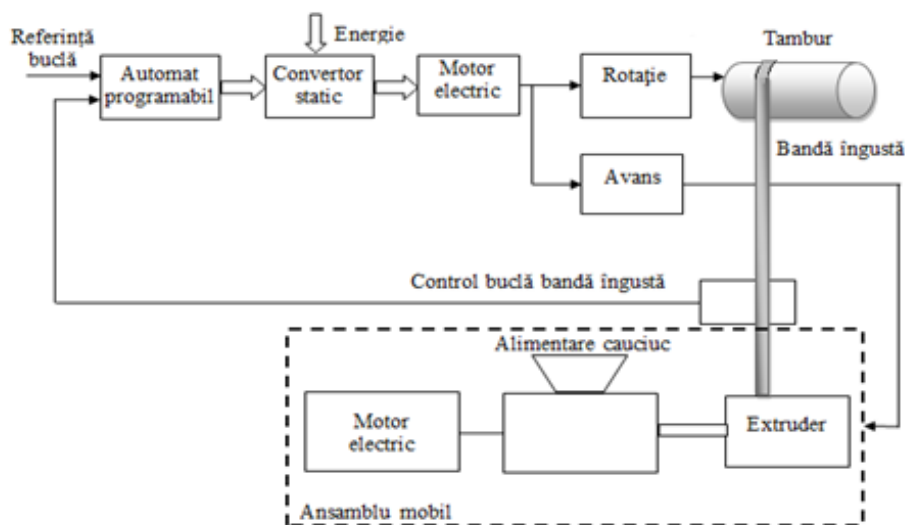 Referință
buclă
Energie
Tambur
Automat
programabil
Convertor
static
Motor
electric
Rotație
Bandă îngustă
Avans
Control buclă bandă îngustă
Alimentare cauciuc
Motor
electric
Extruder
Ansamblu mobil